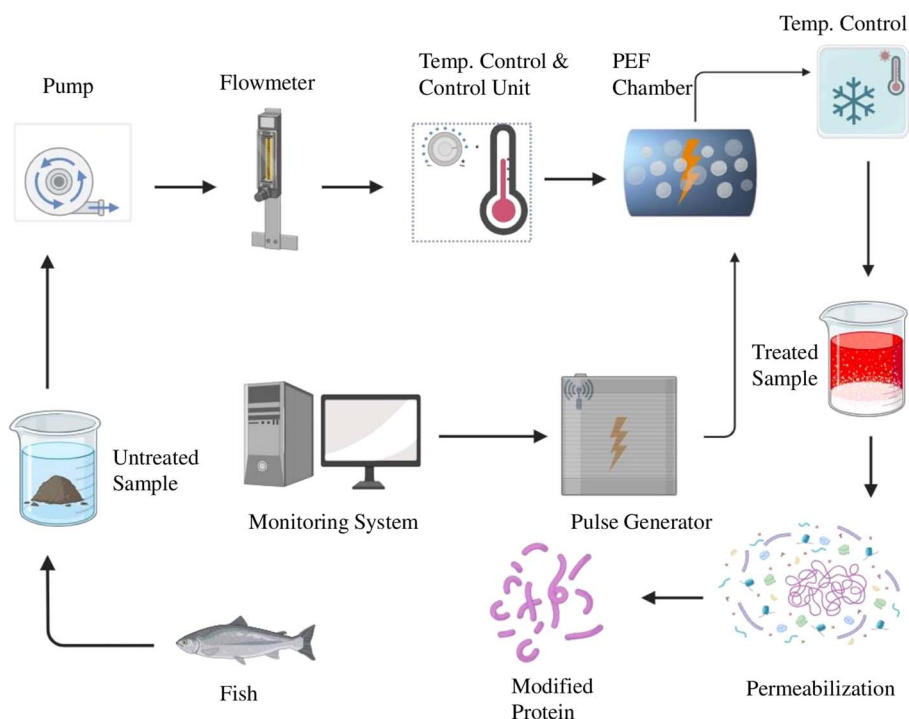 Pump
Flowmeter
Temp. Control &
Control Unit
PEF
Chamber
Temp. Control
Treated
Sample
Untreated
Sample
Monitoring System
Pulse Generator
Fish
Modified
Protein
Permeabilization